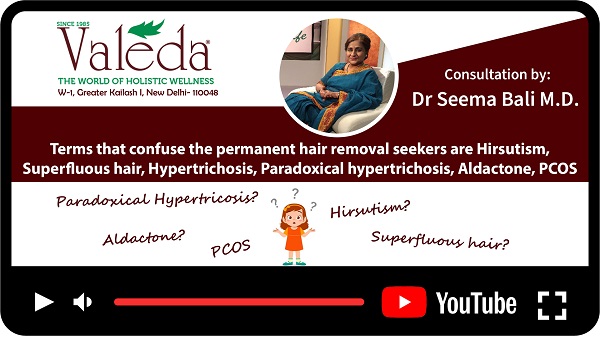 SINCE 1985
Valeda®
THE WORLD OF HOLISTIC WELLNESS
W-1, Greater Kailash I, New Delhi- 110048
Consultation by:
Dr Seema Bali M.D.
Terms that confuse the permanent hair removal seekers are Hirsutism,
Superfluous hair, Hypertrichosis, Paradoxical hypertrichosis, Aldactone, PCOS
Paradoxical Hypertricosis?
? ? ?
Hirsutism?
Aldactone?
PCOS
Superfluous hair?
YouTube